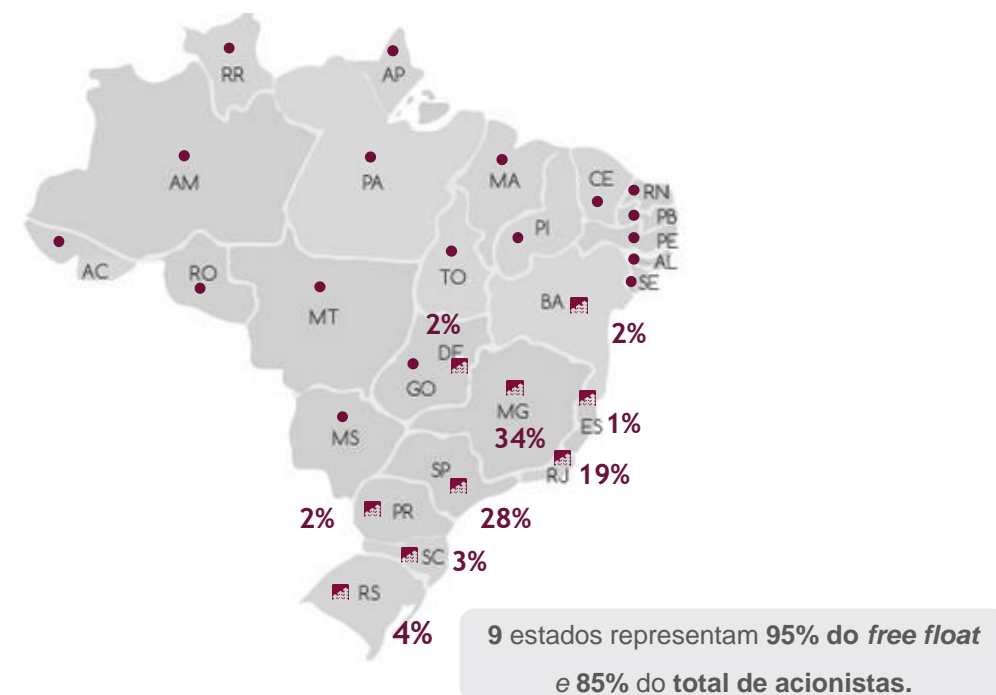 RR
AP
AM
PA
MA
CE
RN
PB
PE
AL
SE
PI
AC
RO
TO
MT
BA
2%
2%
DF
GO
MG
34%
ES 1%
MS
SP
RJ 19%
2%
PR
28%
SC 3%
RS
4%
9 estados representam 95% do free float
e 85% do total de acionistas.